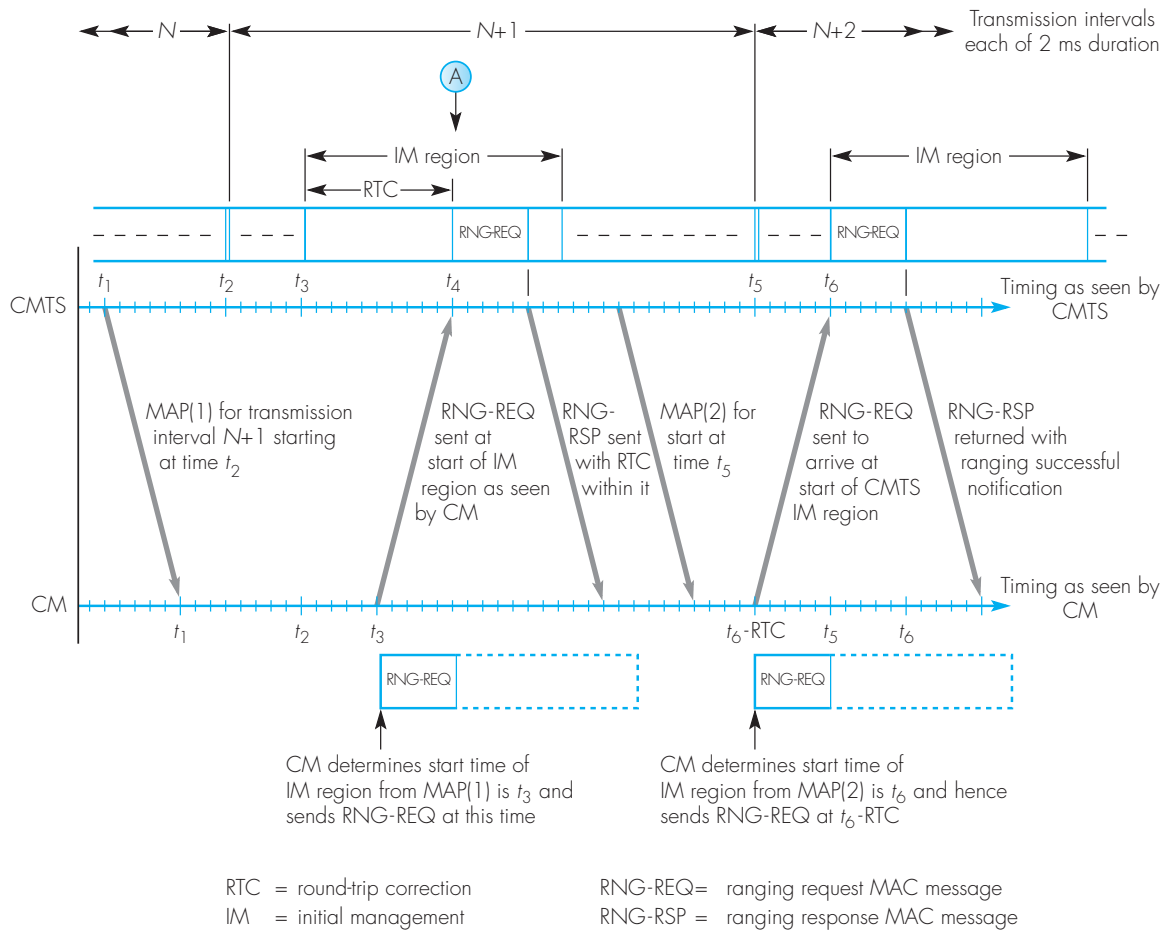 N
N+1
N+2
Transmission intervals
each of 2 ms duration
A
IM region
IM region
RTC
RNG-REQ
RNG-REQ
t1
t2
t3
t4
t5
t6
CMTS
Timing as seen by
CMTS
MAP(1) for transmission
interval N+1 starting
at time t2
RNG-REQ
sent at
start of IM
region as seen
by CM
RNG-
RSP sent
with RTC
within it
MAP(2) for
start at
time t5
RNG-REQ
sent to
arrive at
start of CMTS
IM region
RNG-RSP
returned with
ranging successful
notification
CM
Timing as seen by
CM
t1
t2
t3
t6-RTC
t5
t6
RNG-REQ
RNG-REQ
CM determines start time of
IM region from MAP(1) is t3 and
sends RNG-REQ at this time
CM determines start time of
IM region from MAP(2) is t6 and hence
sends RNG-REQ at t6-RTC
RTC = round-trip correction
IM = initial management
RNG-REQ= ranging request MAC message
RNG-RSP = ranging response MAC message